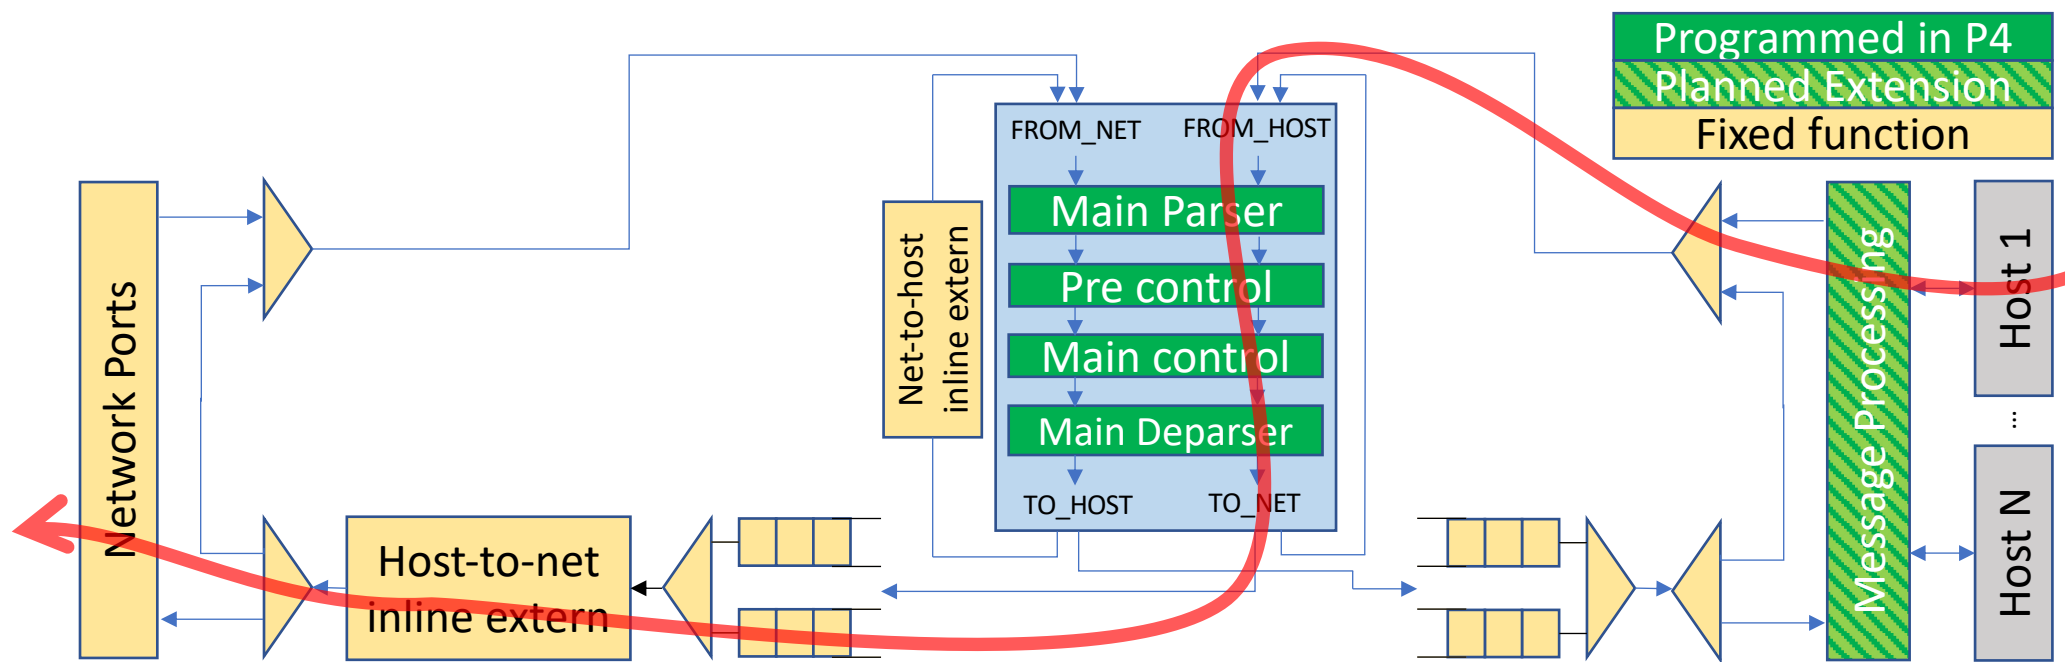 Programmed in P4
Planned Extension
Fixed function
FROM_NET
FROM_HOST
Main Parser
Pre control
Main control
Main Deparser
TO_HOST
TO_NET
Net-to-host
inline extern
Network Ports
Host-to-net
inline extern
Message Processing
Host 1
...
Host N